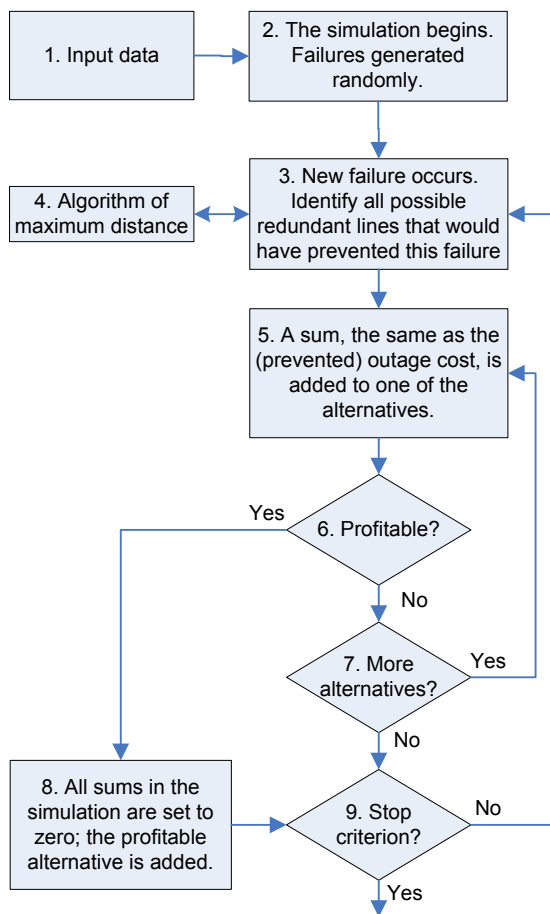 1. Input data
2. The simulation begins.
Failures generated
randomly.
3. New failure occurs.
Identify all possible
redundant lines that would
have prevented this failure
4. Algorithm of
maximum distance
5. A sum, the same as the
(prevented) outage cost, is
added to one of the
alternatives.
6. Profitable?
Yes
No
7. More
alternatives?
Yes
No
8. All sums in the
simulation are set to
zero; the profitable
alternative is added.
9. Stop
criterion?
No
Yes